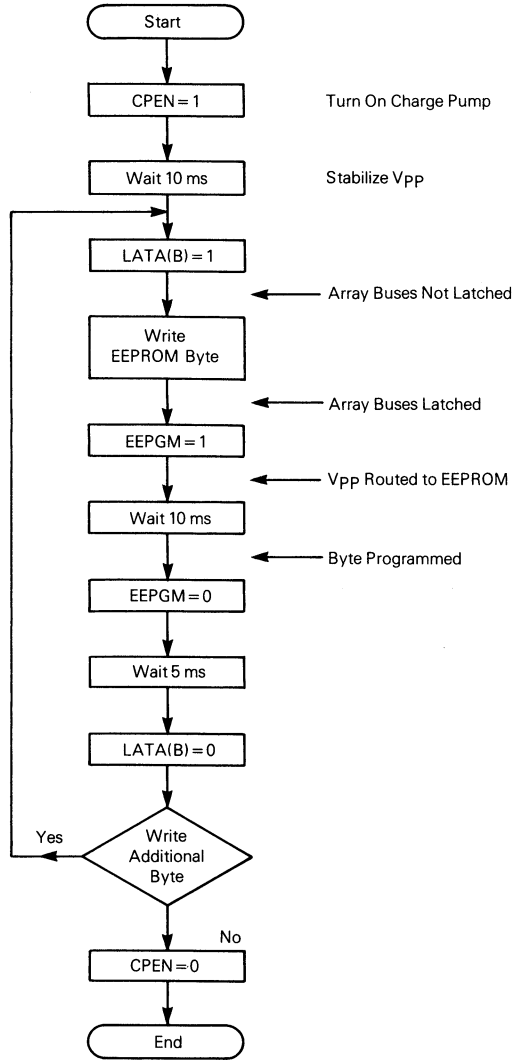 Start
CPEN = 1
Turn On Charge Pump
Wait 10 ms
Stabilize VPP
LATA(B) = 1
Array Buses Not Latched
Write
EEPROM Byte
Array Buses Latched
EEPGM = 1
VPP Routed to EEPROM
Wait 10 ms
Byte Programmed
EEPGM = 0
Wait 5 ms
LATA(B) = 0
Yes
Write
Additional
Byte
No
CPEN = 0
End